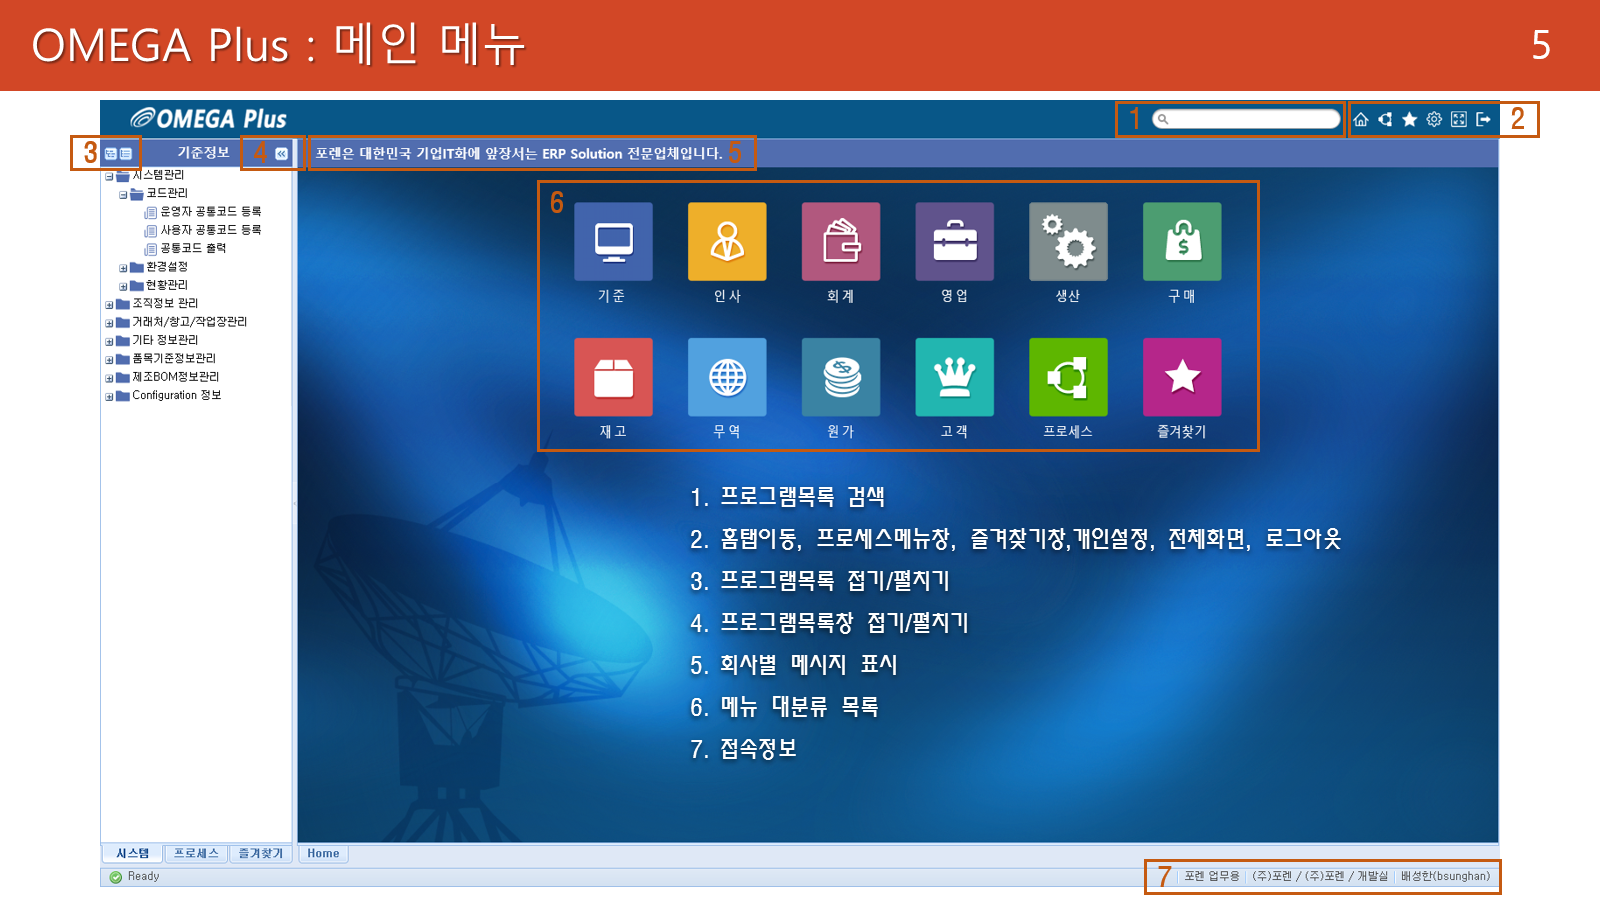 OMEGA Plus : 메인 메뉴
5
OMEGA Plus
1
2
3
기준정보
4
포렌은 대한민국 기업IT화에 앞장서는 ERP Solution 전문업체입니다.
5
시스템관리
코드관리
운영자 공통코드 등록
사용자 공통코드 등록
공통코드 출력
환경설정
현황관리
조직정보 관리
거래처/창고/작업장관리
기타 정보관리
품목기준정보관리
제조BOM정보관리
Configuration 정보
6
기 준
인 사
회 계
영 업
생산
구 매
재 고
무 역
원 가
고 객
프로세스
즐겨찾기
1. 프로그램목록 검색
2. 홈탭이동, 프로세스메뉴창, 즐겨찾기창,개인설정, 전체화면, 로그아웃
3. 프로그램목록 접기/펼치기
4. 프로그램목록창 접기/펼치기
5. 회사별 메시지 표시
6. 메뉴 대분류 목록
7. 접속정보
시스템
프로세스
즐겨찾기
Home
Ready
7
포렌 업무용
(주)포렌 / (주)포렌 / 개발실
배성한(bsunghan)